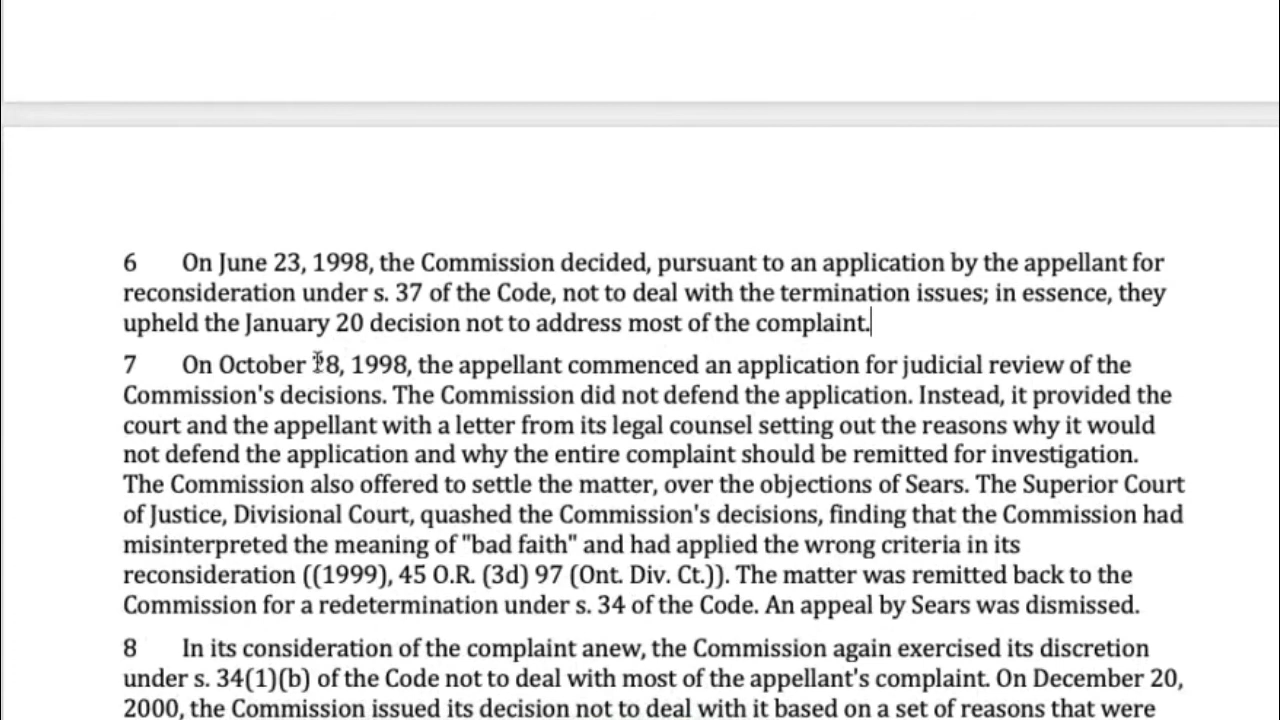 6 On June 23, 1998, the Commission decided, pursuant to an application by the appellant for
reconsideration under s. 37 of the Code, not to deal with the termination issues; in essence, they
upheld the January 20 decision not to address most of the complaint.
7 On October 28, 1998, the appellant commenced an application for judicial review of the
Commission's decisions. The Commission did not defend the application. Instead, it provided the
court and the appellant with a letter from its legal counsel setting out the reasons why it would
not defend the application and why the entire complaint should be remitted for investigation.
The Commission also offered to settle the matter, over the objections of Sears. The Superior Court
of Justice, Divisional Court, quashed the Commission's decisions, finding that the Commission had
misinterpreted the meaning of "bad faith" and had applied the wrong criteria in its
reconsideration ((1999), 45 O.R. (3d) 97 (Ont. Div. Ct.)). The matter was remitted back to the
Commission for a redetermination under s. 34 of the Code. An appeal by Sears was dismissed.
8 In its consideration of the complaint anew, the Commission again exercised its discretion
under s. 34(1)(b) of the Code not to deal with most of the appellant's complaint. On December 20,
2000, the Commission issued its decision not to deal with it based on a set of reasons that were